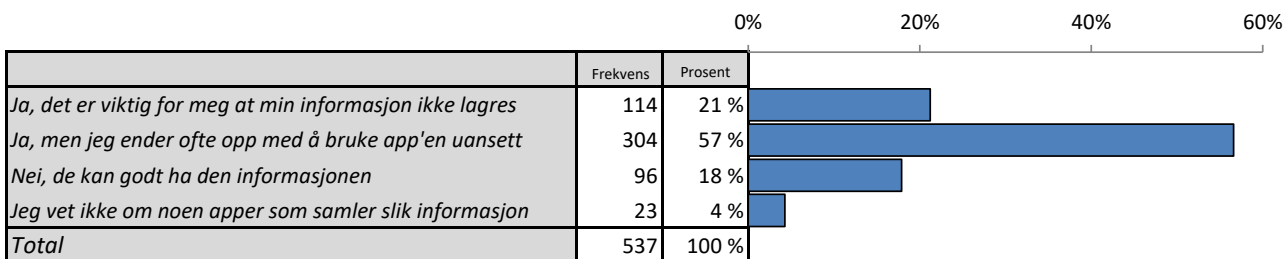 0% 20% 40% 60%
Frekvens Prosent
Ja, det er viktig for meg at min informasjon ikke lagres 114 21 %
Ja, men jeg ender ofte opp med å bruke app'en uansett 304 57 %
Nei, de kan godt ha den informasjonen 96 18 %
Jeg vet ikke om noen apper som samler slik informasjon 23 4 %
Total 537 100 %